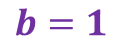 b = 1